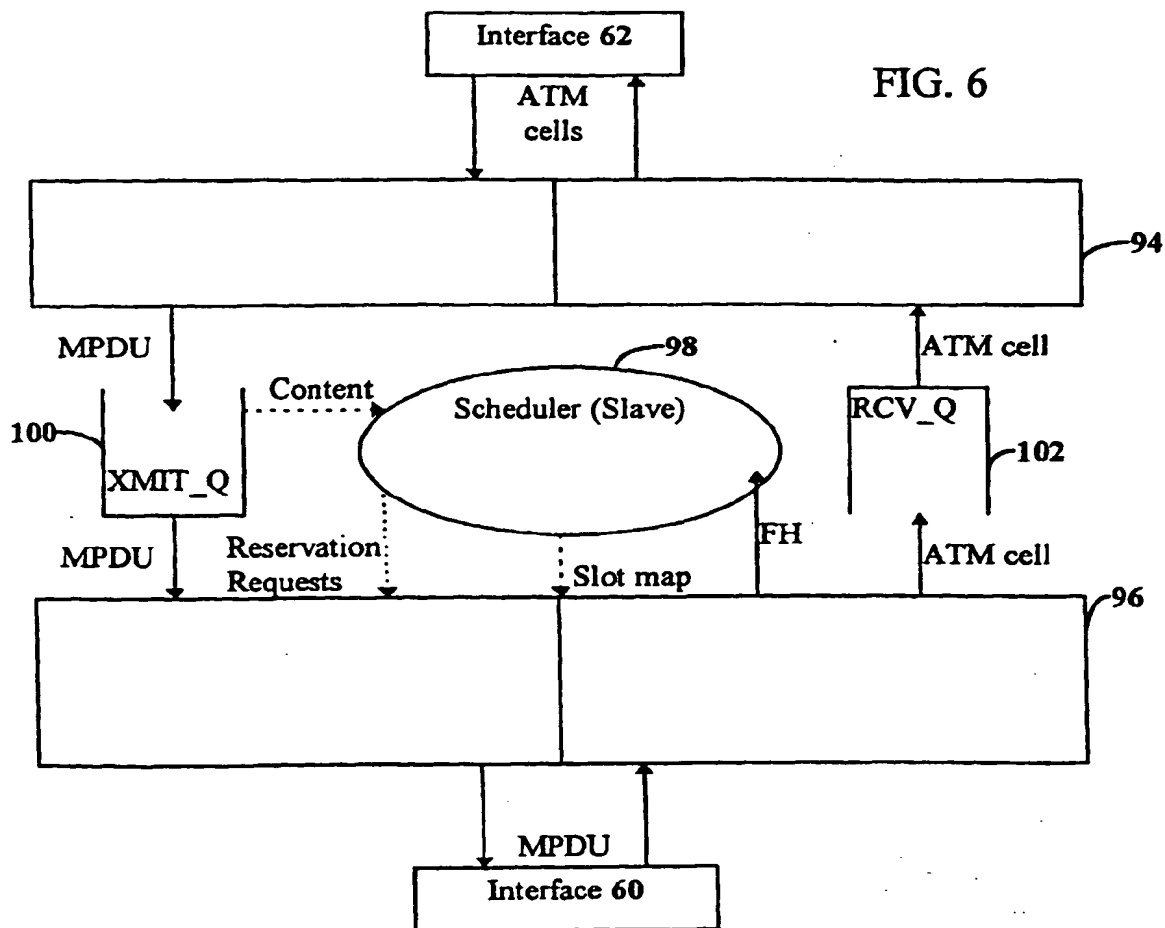 Interface 62
FIG. 6
ATM
cells
94
MPDU
ATM cell
98
Content
Scheduler (Slave)
RCV_Q
100
102
XMIT_Q
MPDU
Reservation
Requests
Slot map
FH
ATM cell
96
MPDU
Interface 60